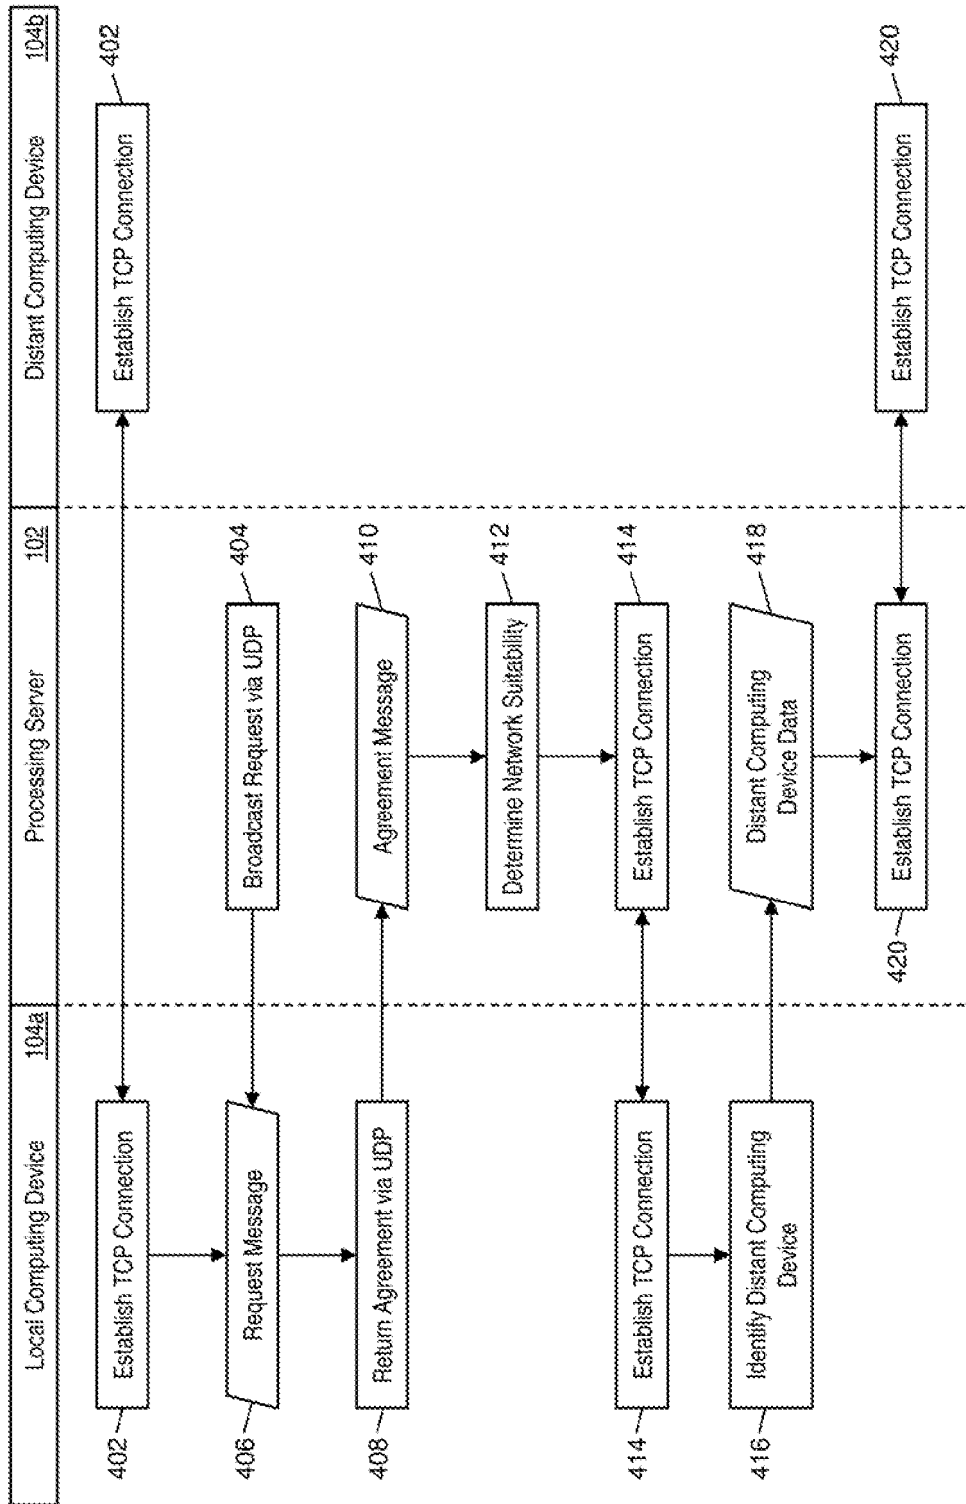 Local Computing Device 104a
Processing Server 102
Distant Computing Device 104b
402
Establish TCP Connection
Establish TCP Connection
402
Broadcast Request via UDP
404
406
Request Message
408
Return Agreement via UDP
Agreement Message
410
Determine Network Suitability
412
414
Establish TCP Connection
Establish TCP Connection
414
416
Identify Distant Computing
Device
Distant Computing
Device Data
418
420
Establish TCP Connection
Establish TCP Connection
420